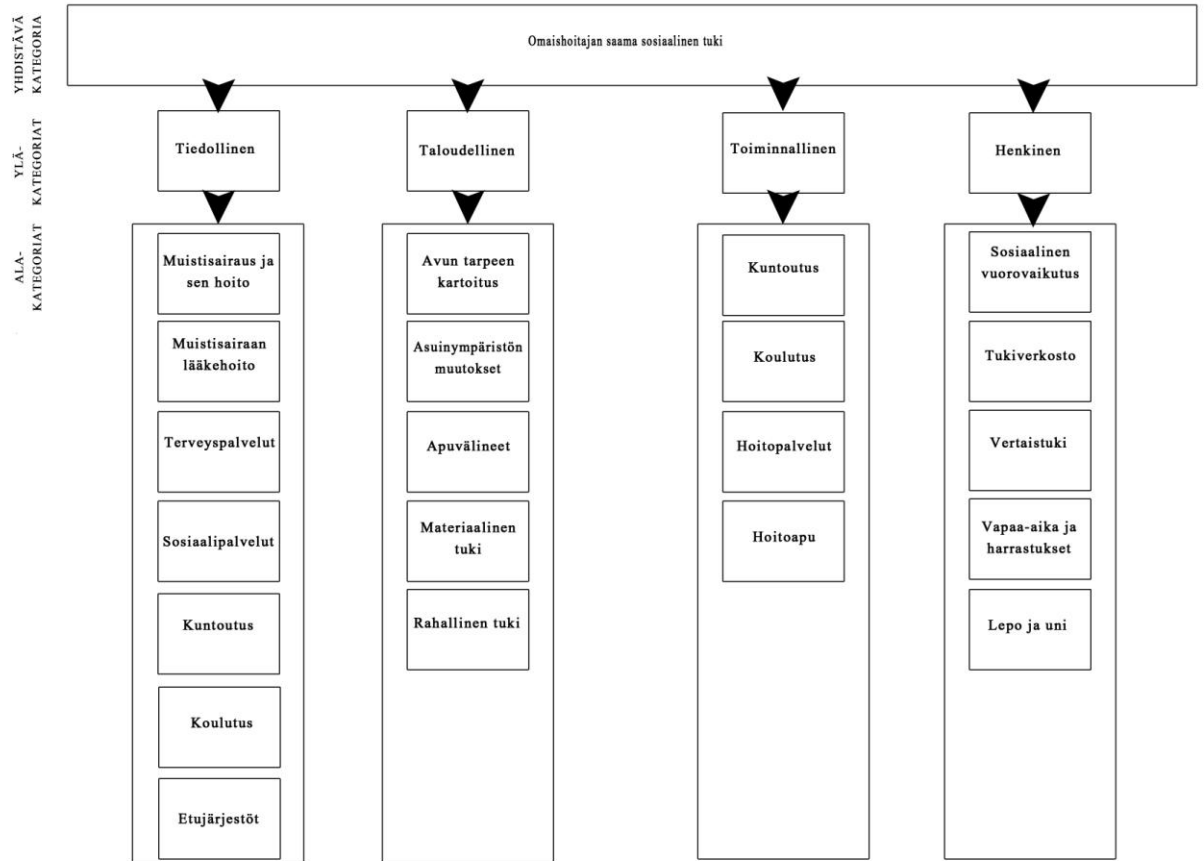 YHDISTÄVÄ
KATEGORIA
Omaishoitajan saama sosiaalinen tuki
YLÄ-
KATEGORIAT
Tiedollinen
Taloudellinen
Toiminnallinen
Henkinen
ALA-
KATEGORIAT
Muistisairaus ja
sen hoito
Muistisairaan
lääkehoito
Terveyspalvelut
Sosiaalipalvelut
Kuntoutus
Koulutus
Etujärjestöt
Avun tarpeen
kartoitus
Asuinympäristön
muutokset
Apuvälineet
Materiaalinen
tuki
Rahallinen tuki
Kuntoutus
Koulutus
Hoitopalvelut
Hoitoapu
Sosiaalinen
vuorovaikutus
Tukiverkosto
Vertaistuki
Vapaa-aika ja
harrastukset
Lepo ja uni